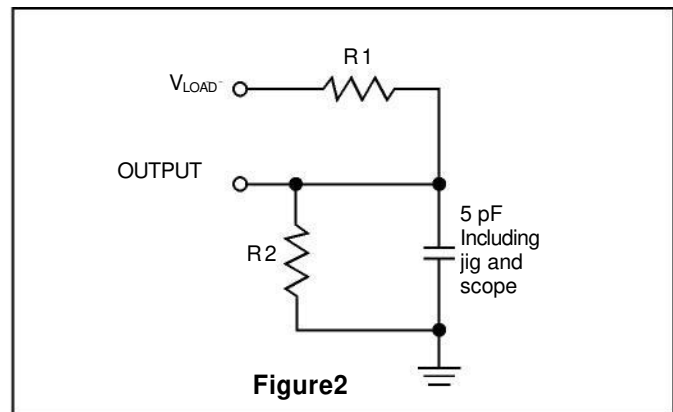 R1
VLOAD
OUTPUT
5 pF
Including
jig and
scope
R2
Figure2